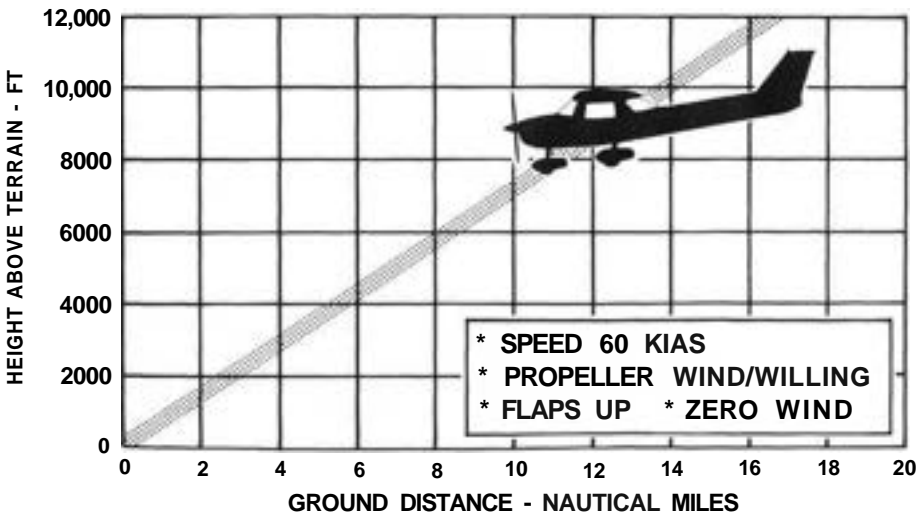 12,000
10,000
8000
6000
4000
2000
0
HEIGHT ABOVE TERRAIN - FT
* SPEED 60 KIAS
* PROPELLER WIND/WILLING
* FLAPS UP * ZERO WIND
0 2 4 6 8 10 12 14 16 18 20
GROUND DISTANCE - NAUTICAL MILES